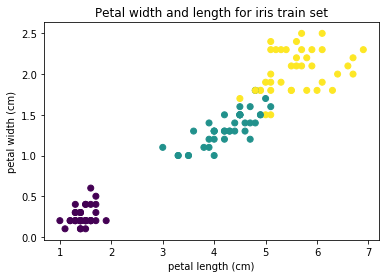 Petal width and length for iris train set
petal width (cm)
2.5
2.0
1.5
1.0
0.5
0.0
1 2 3 4 5 6 7
petal length (cm)